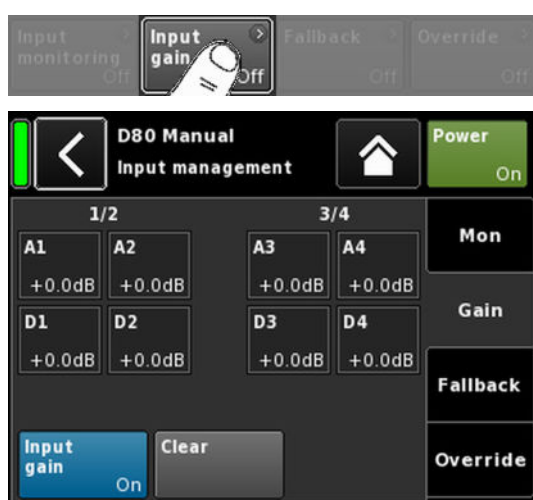 Input monitoring Off
Input gain Off
Fallback Off
Override Off
D80 Manual
Input management
Power On
1/2 3/4
A1 A2 A3 A4
+0.0dB +0.0dB +0.0dB +0.0dB
D1 D2 D3 D4
+0.0dB +0.0dB +0.0dB +0.0dB
Mon
Gain
Fallback
Override
Input gain On
Clear